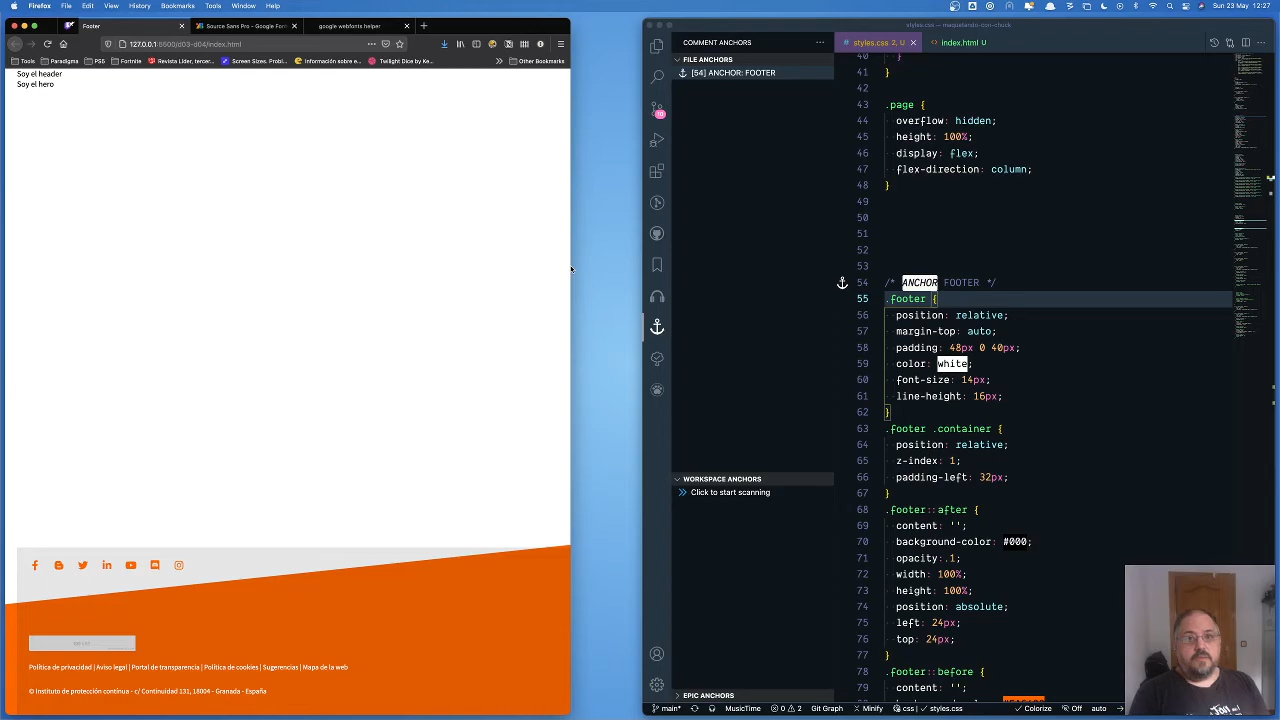 Firefox File Edit View History Bookmarks Tools Window Help
Sun 23 May 12:27
Footer
Source Sans Pro - Google Fon
google webfonts helper
127.0.0.1:5500/d03-d04/index.html
Tools Paradigma PS5 Fortnite Revista Líder, tercer... Screen Sizes. Probl... Información sobre e... Twilight Dice by Ke... Other Bookmarks
Soy el header
Soy el hero
Política de privacidad | Aviso legal | Portal de transparencia | Política de cookies | Sugerencias | Mapa de la web
© Instituto de protección contínua - c/ Continuidad 131, 18004 - Granada - España
styles.css — maquetando-con-chuck
COMMENT ANCHORS
FILE ANCHORS
[54] ANCHOR: FOOTER
10
WORKSPACE ANCHORS
Click to start scanning
EPIC ANCHORS
styles.css 2, U
index.html U
40 }
41 }
42
43 .page {
44 overflow: hidden;
45 height: 100%;
46 display: flex;
47 flex-direction: column;
48 }
49
50
51
52
53
54 /* ANCHOR FOOTER */
55 .footer {
56 position: relative;
57 margin-top: auto;
58 padding: 48px 0 40px;
59 color: white;
60 font-size: 14px;
61 line-height: 16px;
62 }
63 .footer .container {
64 position: relative;
65 z-index: 1;
66 padding-left: 32px;
67 }
68 .footer::after {
69 content: '';
70 background-color: #000;
71 opacity:.1;
72 width: 100%;
73 height: 100%;
74 position: absolute;
75 left: 24px;
76 top: 24px;
77 }
78 .footer::before {
79 content: '';
main* MusicTime 0 2 Git Graph Minify css | styles.css Colorize Off auto